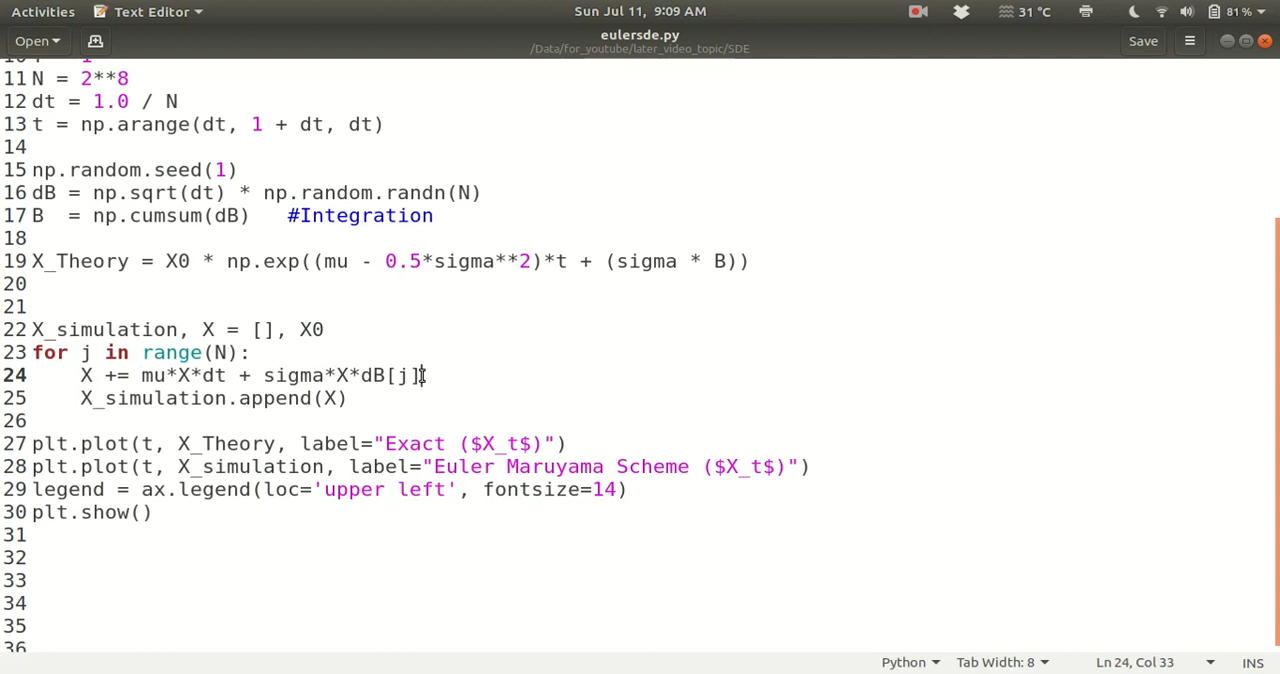 Activities Text Editor Sun Jul 11, 9:09 AM 31 °C 81%
Open eulersde.py Save
/Data/for_youtube/later_video_topic/SDE
11 N = 2**8
12 dt = 1.0 / N
13 t = np.arange(dt, 1 + dt, dt)
14
15 np.random.seed(1)
16 dB = np.sqrt(dt) * np.random.randn(N)
17 B  = np.cumsum(dB)   #Integration
18
19 X_Theory = X0 * np.exp((mu - 0.5*sigma**2)*t + (sigma * B))
20
21
22 X_simulation, X = [], X0
23 for j in range(N):
24     X += mu*X*dt + sigma*X*dB[j]
25     X_simulation.append(X)
26
27 plt.plot(t, X_Theory, label="Exact ($X_t$)")
28 plt.plot(t, X_simulation, label="Euler Maruyama Scheme ($X_t$)")
29 legend = ax.legend(loc='upper left', fontsize=14)
30 plt.show()
31
32
33
34
35
36
Python Tab Width: 8 Ln 24, Col 33 INS